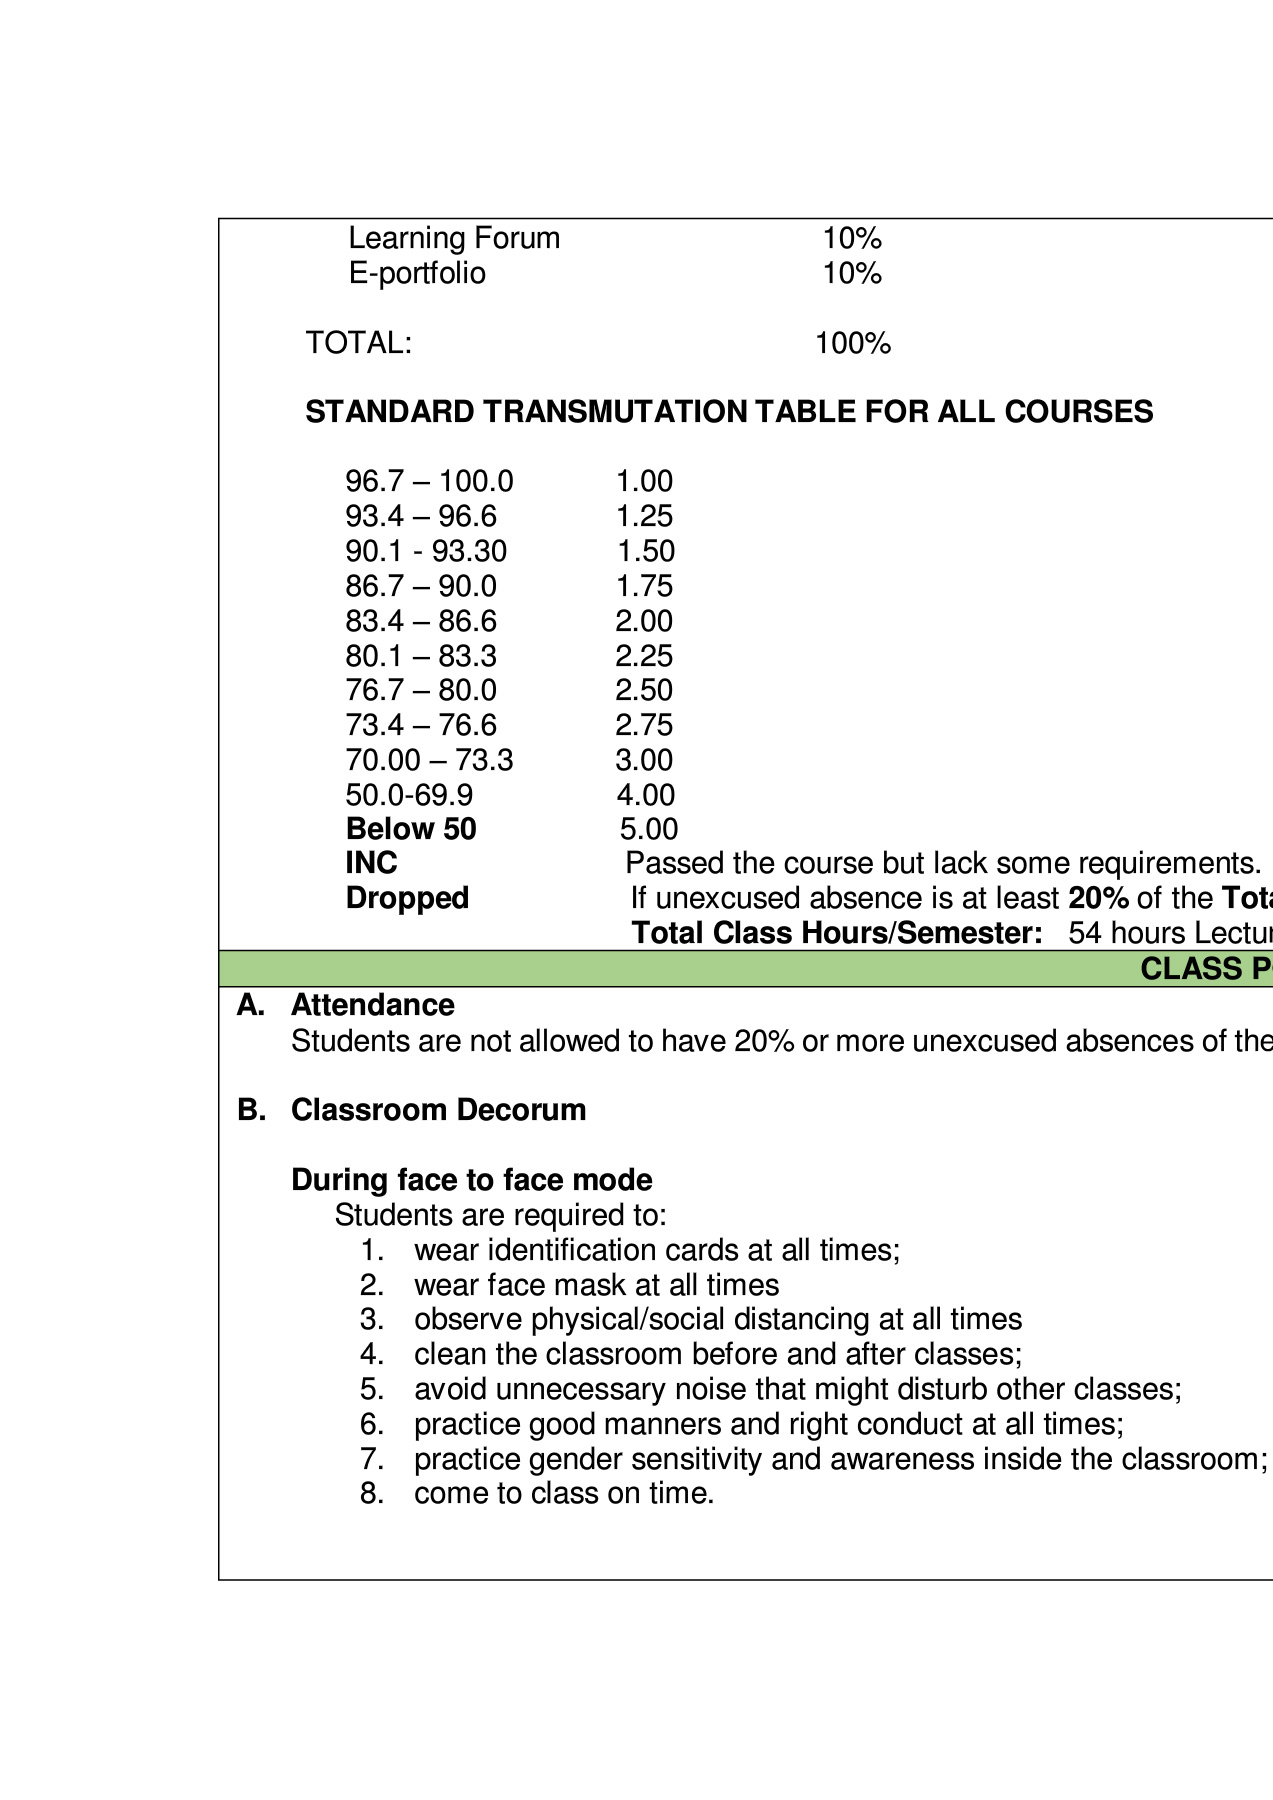 Learning Forum 10%
E-portfolio 10%
TOTAL: 100%
STANDARD TRANSMUTATION TABLE FOR ALL COURSES
96.7 – 100.0 1.00
93.4 – 96.6 1.25
90.1 - 93.30 1.50
86.7 – 90.0 1.75
83.4 – 86.6 2.00
80.1 – 83.3 2.25
76.7 – 80.0 2.50
73.4 – 76.6 2.75
70.00 – 73.3 3.00
50.0-69.9 4.00
Below 50 5.00
INC Passed the course but lack some requirements.
Dropped If unexcused absence is at least 20% of the
Total Class Hours/Semester: 54 hours
CLASS
A. Attendance
Students are not allowed to have 20% or more unexcused absences of the
B. Classroom Decorum
During face to face mode
Students are required to:
1. wear identification cards at all times;
2. wear face mask at all times
3. observe physical/social distancing at all times
4. clean the classroom before and after classes;
5. avoid unnecessary noise that might disturb other classes;
6. practice good manners and right conduct at all times;
7. practice gender sensitivity and awareness inside the classroom;
8. come to class on time.